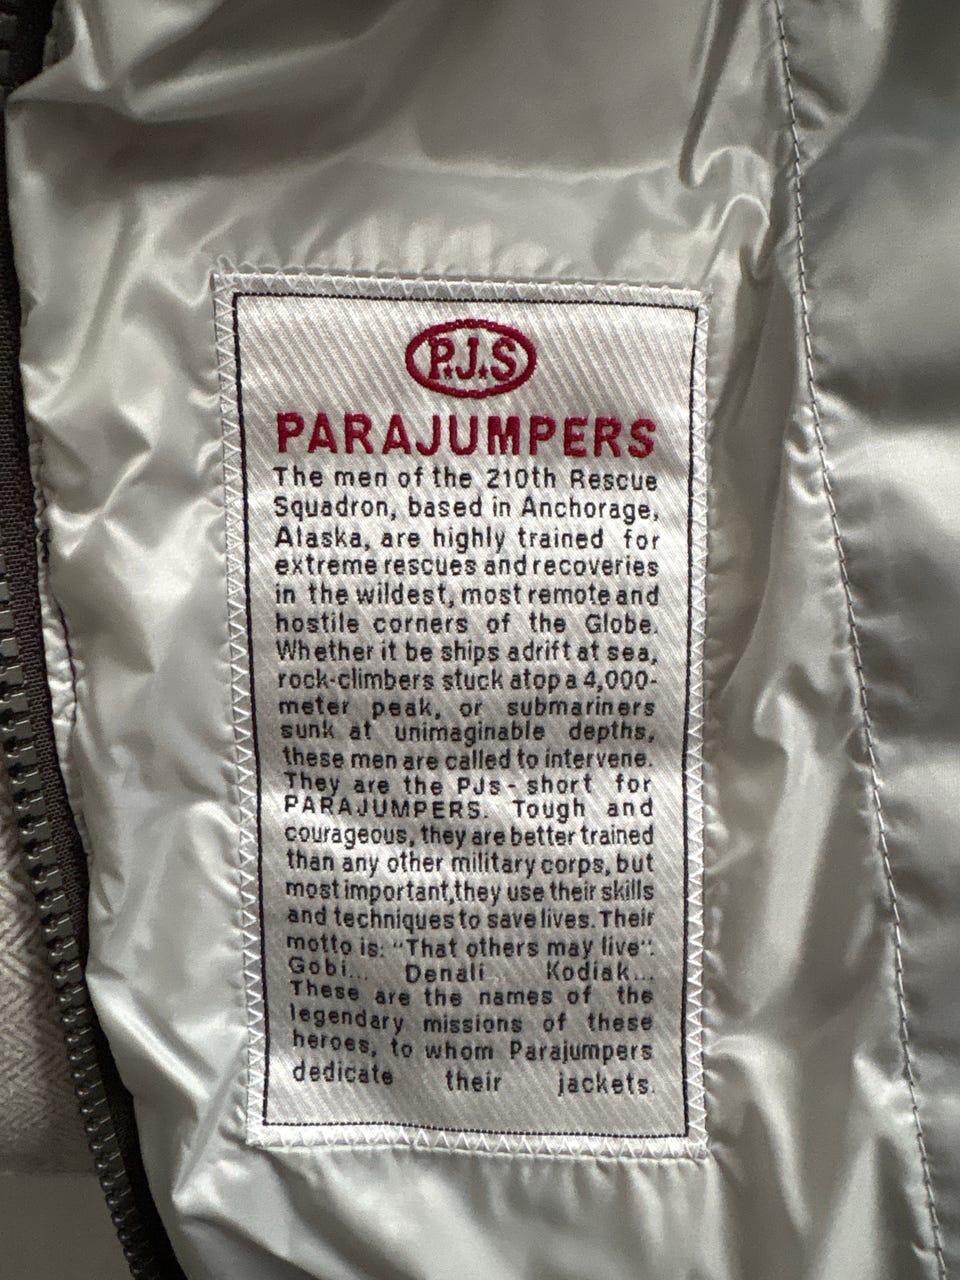 P.J.S
PARAJUMPERS
The men of the 210th Rescue
Squadron, based in Anchorage,
Alaska, are highly trained for
extreme rescues and recoveries
in the wildest, most remote and
hostile corners of the Globe.
Whether it be ships adrift at sea,
rock-climbers stuck atop a 4,000-
meter peak, or submariners
sunk at unimaginable depths,
these men are called to intervene.
They are the PJs - short for
PARAJUMPERS. Tough and
courageous, they are better trained
than any other military corps, but
most important, they use their skills
and techniques to save lives. Their
motto is: “That others may live”.
Gobi... Denali... Kodiak...
These are the names of the
legendary missions of these
heroes, to whom Parajumpers
dedicate their jackets.